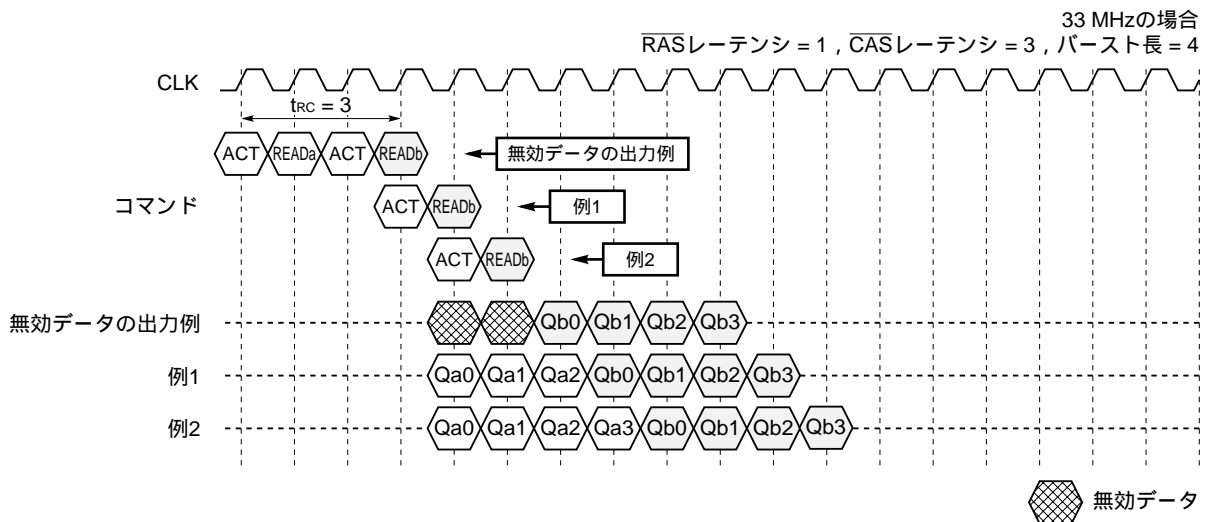 33 MHzの場合
RASレーテンシ = 1 , CASレーテンシ = 3 , バースト長 = 4
CLK
tRC = 3
ACT READa ACT READb 無効データの出力例
コマンド ACT READb 例1
ACT READb 例2
無効データの出力例 Qb0 Qb1 Qb2 Qb3
例1 Qa0 Qa1 Qa2 Qb0 Qb1 Qb2 Qb3
例2 Qa0 Qa1 Qa2 Qa3 Qb0 Qb1 Qb2 Qb3
無効データ